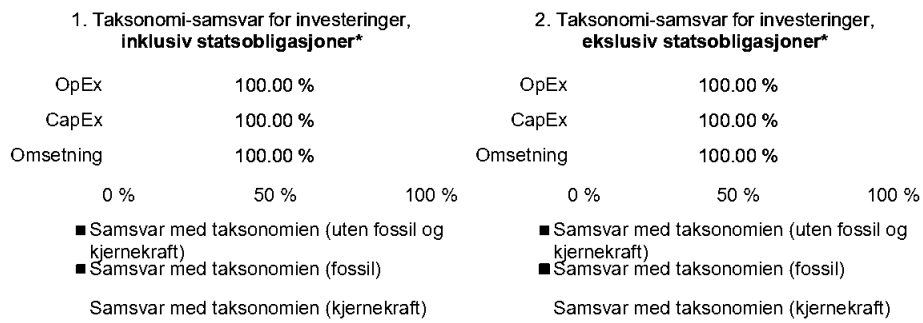 1. Taksonomi-samsvar for investeringer,
inklusiv statsobligasjoner*
OpEx 100.00 %
CapEx 100.00 %
Omsetning 100.00 %
0 % 50 % 100 %
Samsvar med taksonomien (uten fossil og
kjernekraft)
Samsvar med taksonomien (fossil)
Samsvar med taksonomien (kjernekraft)
2. Taksonomi-samsvar for investeringer,
ekslusiv statsobligasjoner*
OpEx 100.00 %
CapEx 100.00 %
Omsetning 100.00 %
0 % 50 % 100 %
Samsvar med taksonomien (uten fossil og
kjernekraft)
Samsvar med taksonomien (fossil)
Samsvar med taksonomien (kjernekraft)